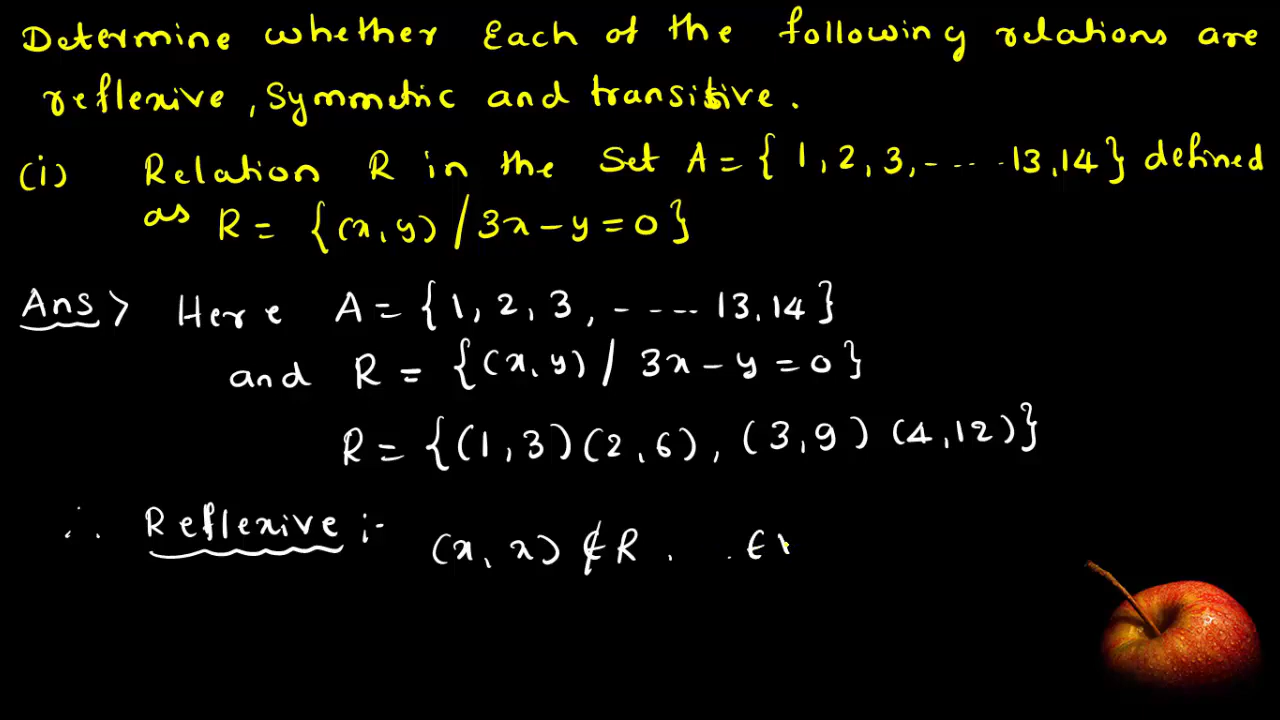 Determine whether Each of the following relations are
reflexive, Symmetric and transitive.
(i) Relation R in the Set A = { 1, 2, 3, - - - - . 13, 14 } defined
as R = { (x, y) / 3x - y = 0 }
Ans > Here A = { 1, 2, 3, - - - - - 13, 14 }
and R = { (x, y) / 3x - y = 0 }
R = { (1, 3) (2, 6), (3, 9) (4, 12) }
∴ Reflexive :- (x, x) ∉ R . .